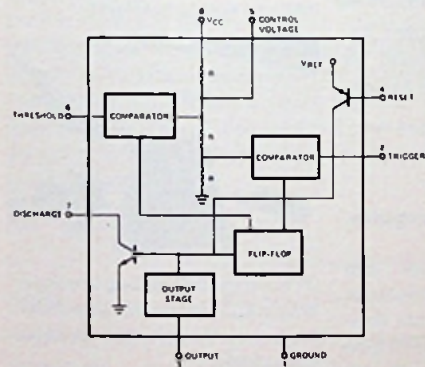 8
VCC
5
CONTROL
VOLTAGE
VREF
R
4
RESET
6
THRESHOLD
COMPARATOR
R
COMPARATOR
2
TRIGGER
R
7
DISCHARGE
FLIP-FLOP
OUTPUT
STAGE
3
OUTPUT
1
GROUND